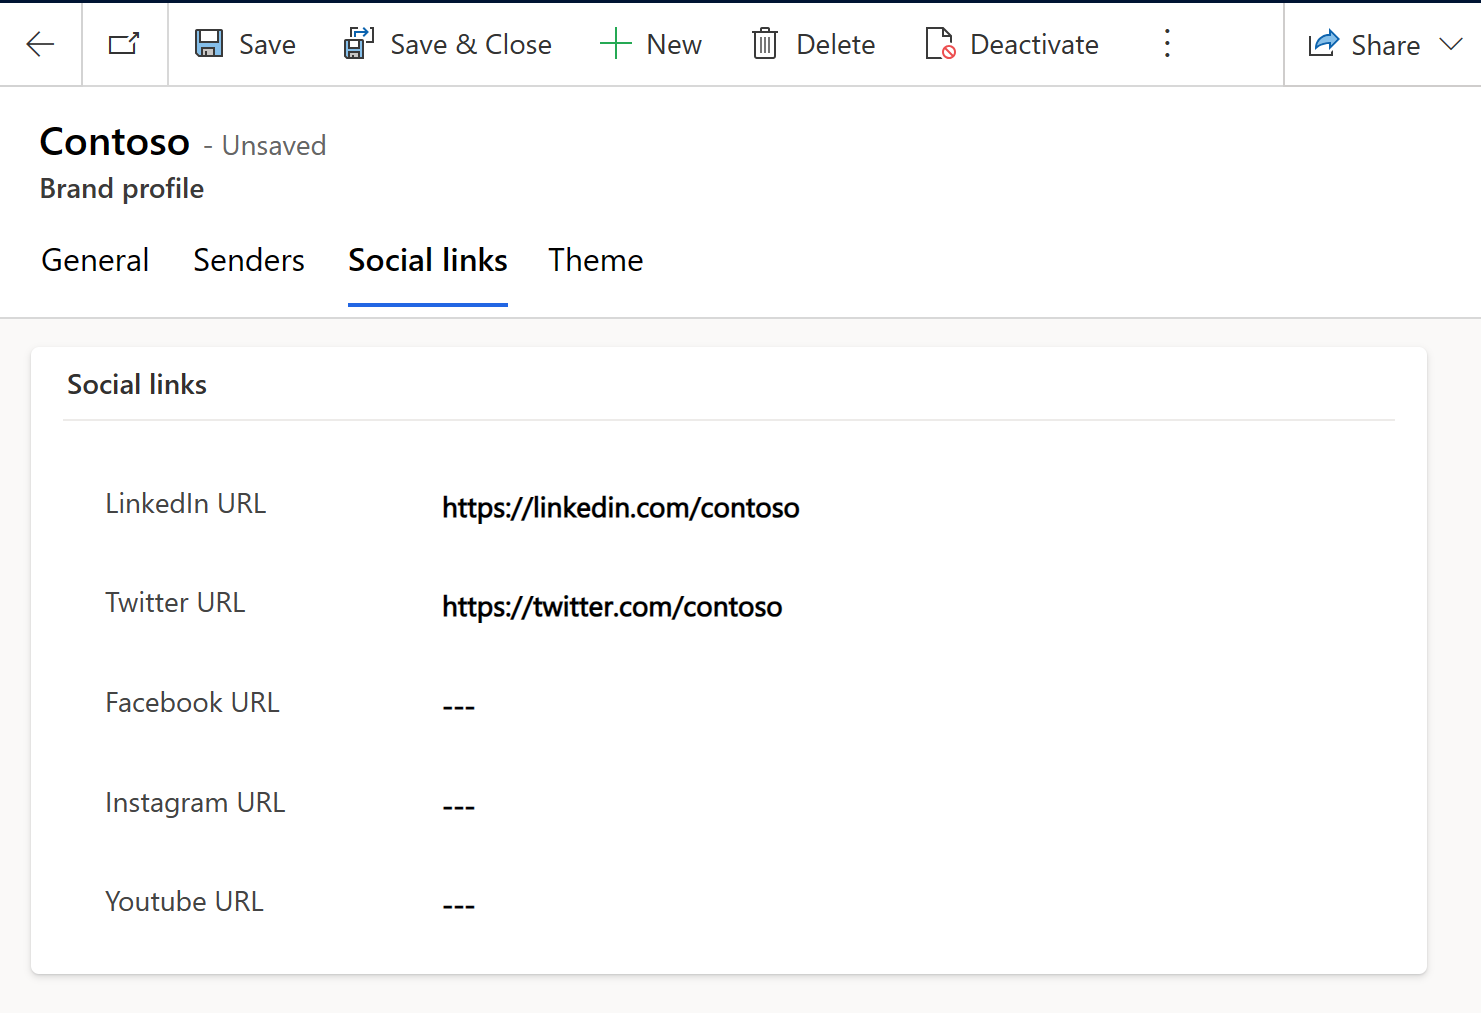 Save Save & Close New Delete Deactivate Share
Contoso - Unsaved
Brand profile
General Senders Social links Theme
Social links
LinkedIn URL https://linkedin.com/contoso
Twitter URL https://twitter.com/contoso
Facebook URL ---
Instagram URL ---
Youtube URL ---